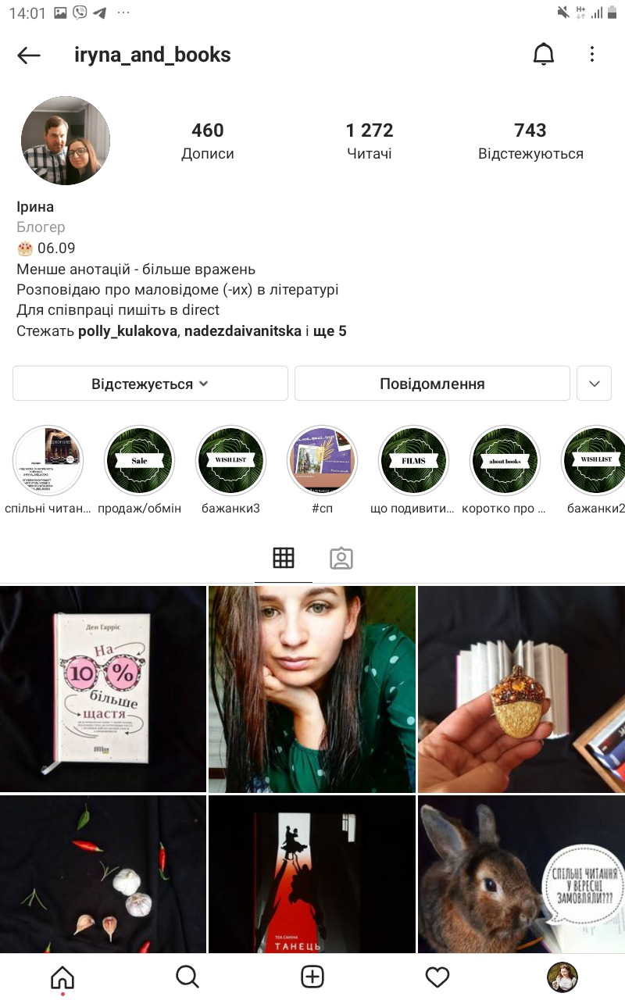 14:01
H+
iryna_and_books
460
1 272
743
Дописи
Читачі
Відстежуються
Ірина
Блогер
06.09
Менше анотацій - більше вражень
Розповідаю про маловідоме (-их) в літературі
Для співпраці пишіть в direct
Стежать polly_kulakova, nadezdaivanitska і ще 5
Відстежується
Повідомлення
Sale
WISH LIST
FILMS
about books
WISH LIST
спільні читан...
продаж/обмін
бажанки3
#сп
що подивити...
коротко про ...
бажанки2
Ден Гарріс
На
10 %
більше
щастя
СПІЛЬНІ ЧИТАННЯ
У ВЕРЕСНІ
ЗАМОВЛЯЛИ???
ТЕА САНІНА
ТАНЕЦЬ